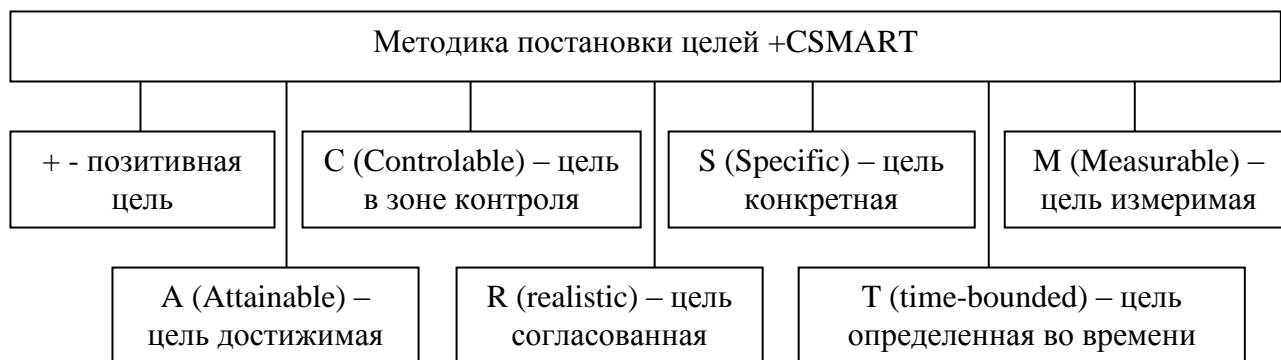 Методика постановки целей +CSMART
+ - позитивная
цель
C (Controlable) – цель
в зоне контроля
S (Specific) – цель
конкретная
M (Measurable) –
цель измеримая
A (Attainable) –
цель достижимая
R (realistic) – цель
согласованная
T (time-bounded) – цель
определенная во времени